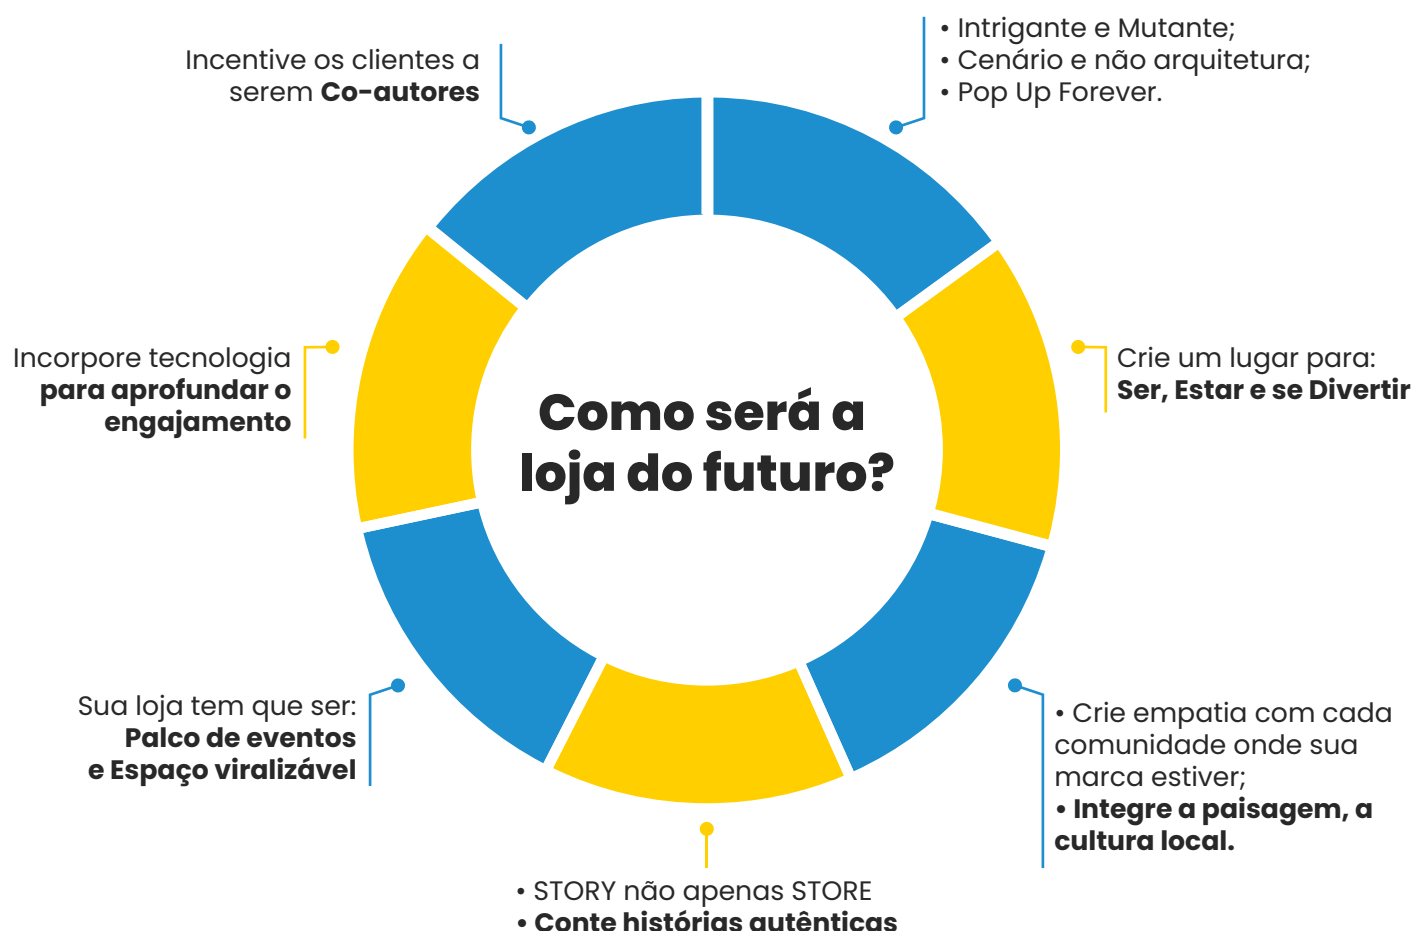 Incentive os clientes a
serem Co-autores
• Intrigante e Mutante;
• Cenário e não arquitetura;
• Pop Up Forever.
Incorpore tecnologia
para aprofundar o
engajamento
Como será a
loja do futuro?
Crie um lugar para:
Ser, Estar e se Divertir
Sua loja tem que ser:
Palco de eventos
e Espaço viralizável
• Crie empatia com cada
comunidade onde sua
marca estiver;
• Integre a paisagem, a
cultura local.
• STORY não apenas STORE
• Conte histórias autênticas